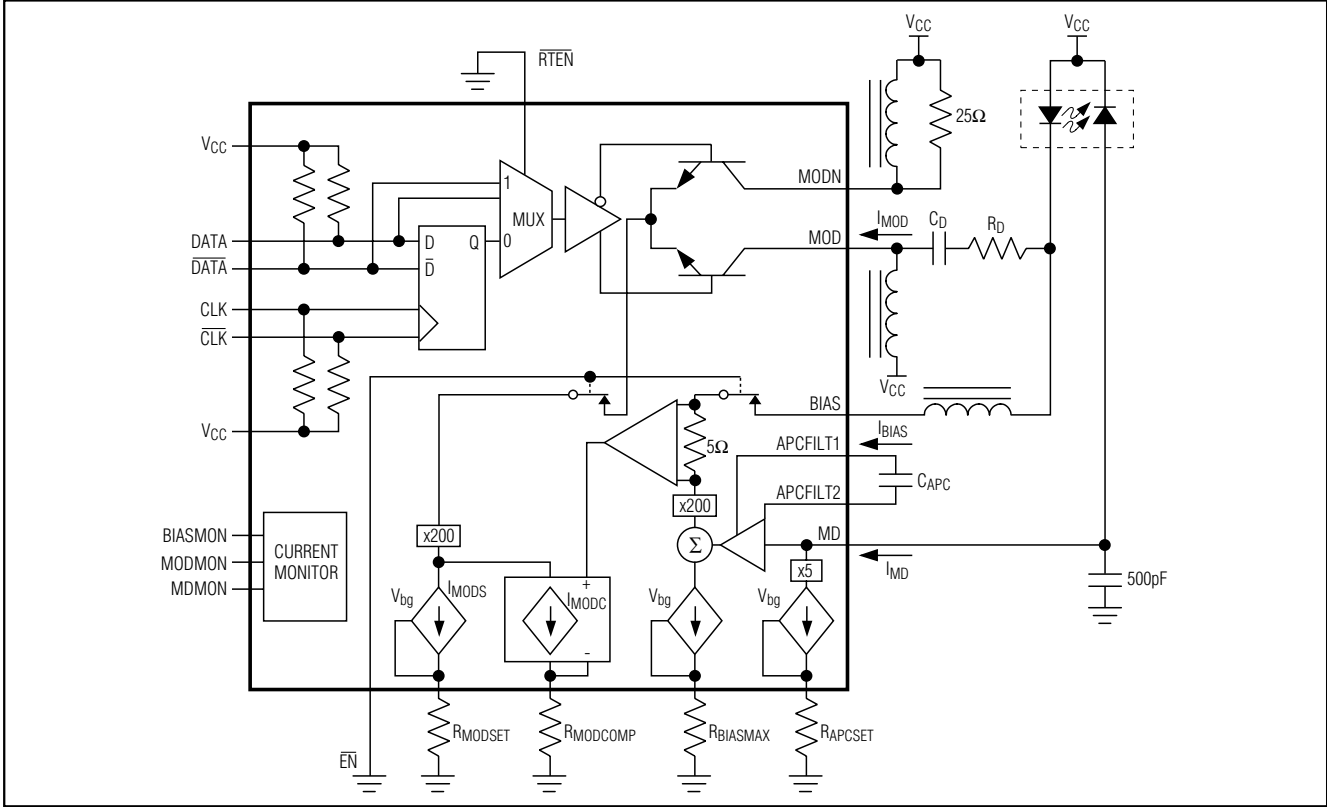 VCC
VCC
RTEN
25Ω
VCC
MODN
1
MUX
0
IMOD
CD
RD
MOD
DATA
D
Q
DATA
D
CLK
CLK
VCC
VCC
BIAS
IBIAS
5Ω
APCFILT1
CAPC
APCFILT2
x200
x200
Σ
MD
IMD
x5
500pF
BIASMON
MODMON
MDMON
CURRENT
MONITOR
Vbg
IMODS
+
IMODC
-
Vbg
Vbg
RMODSET
RMODCOMP
RBIASMAX
RAPCSET
EN